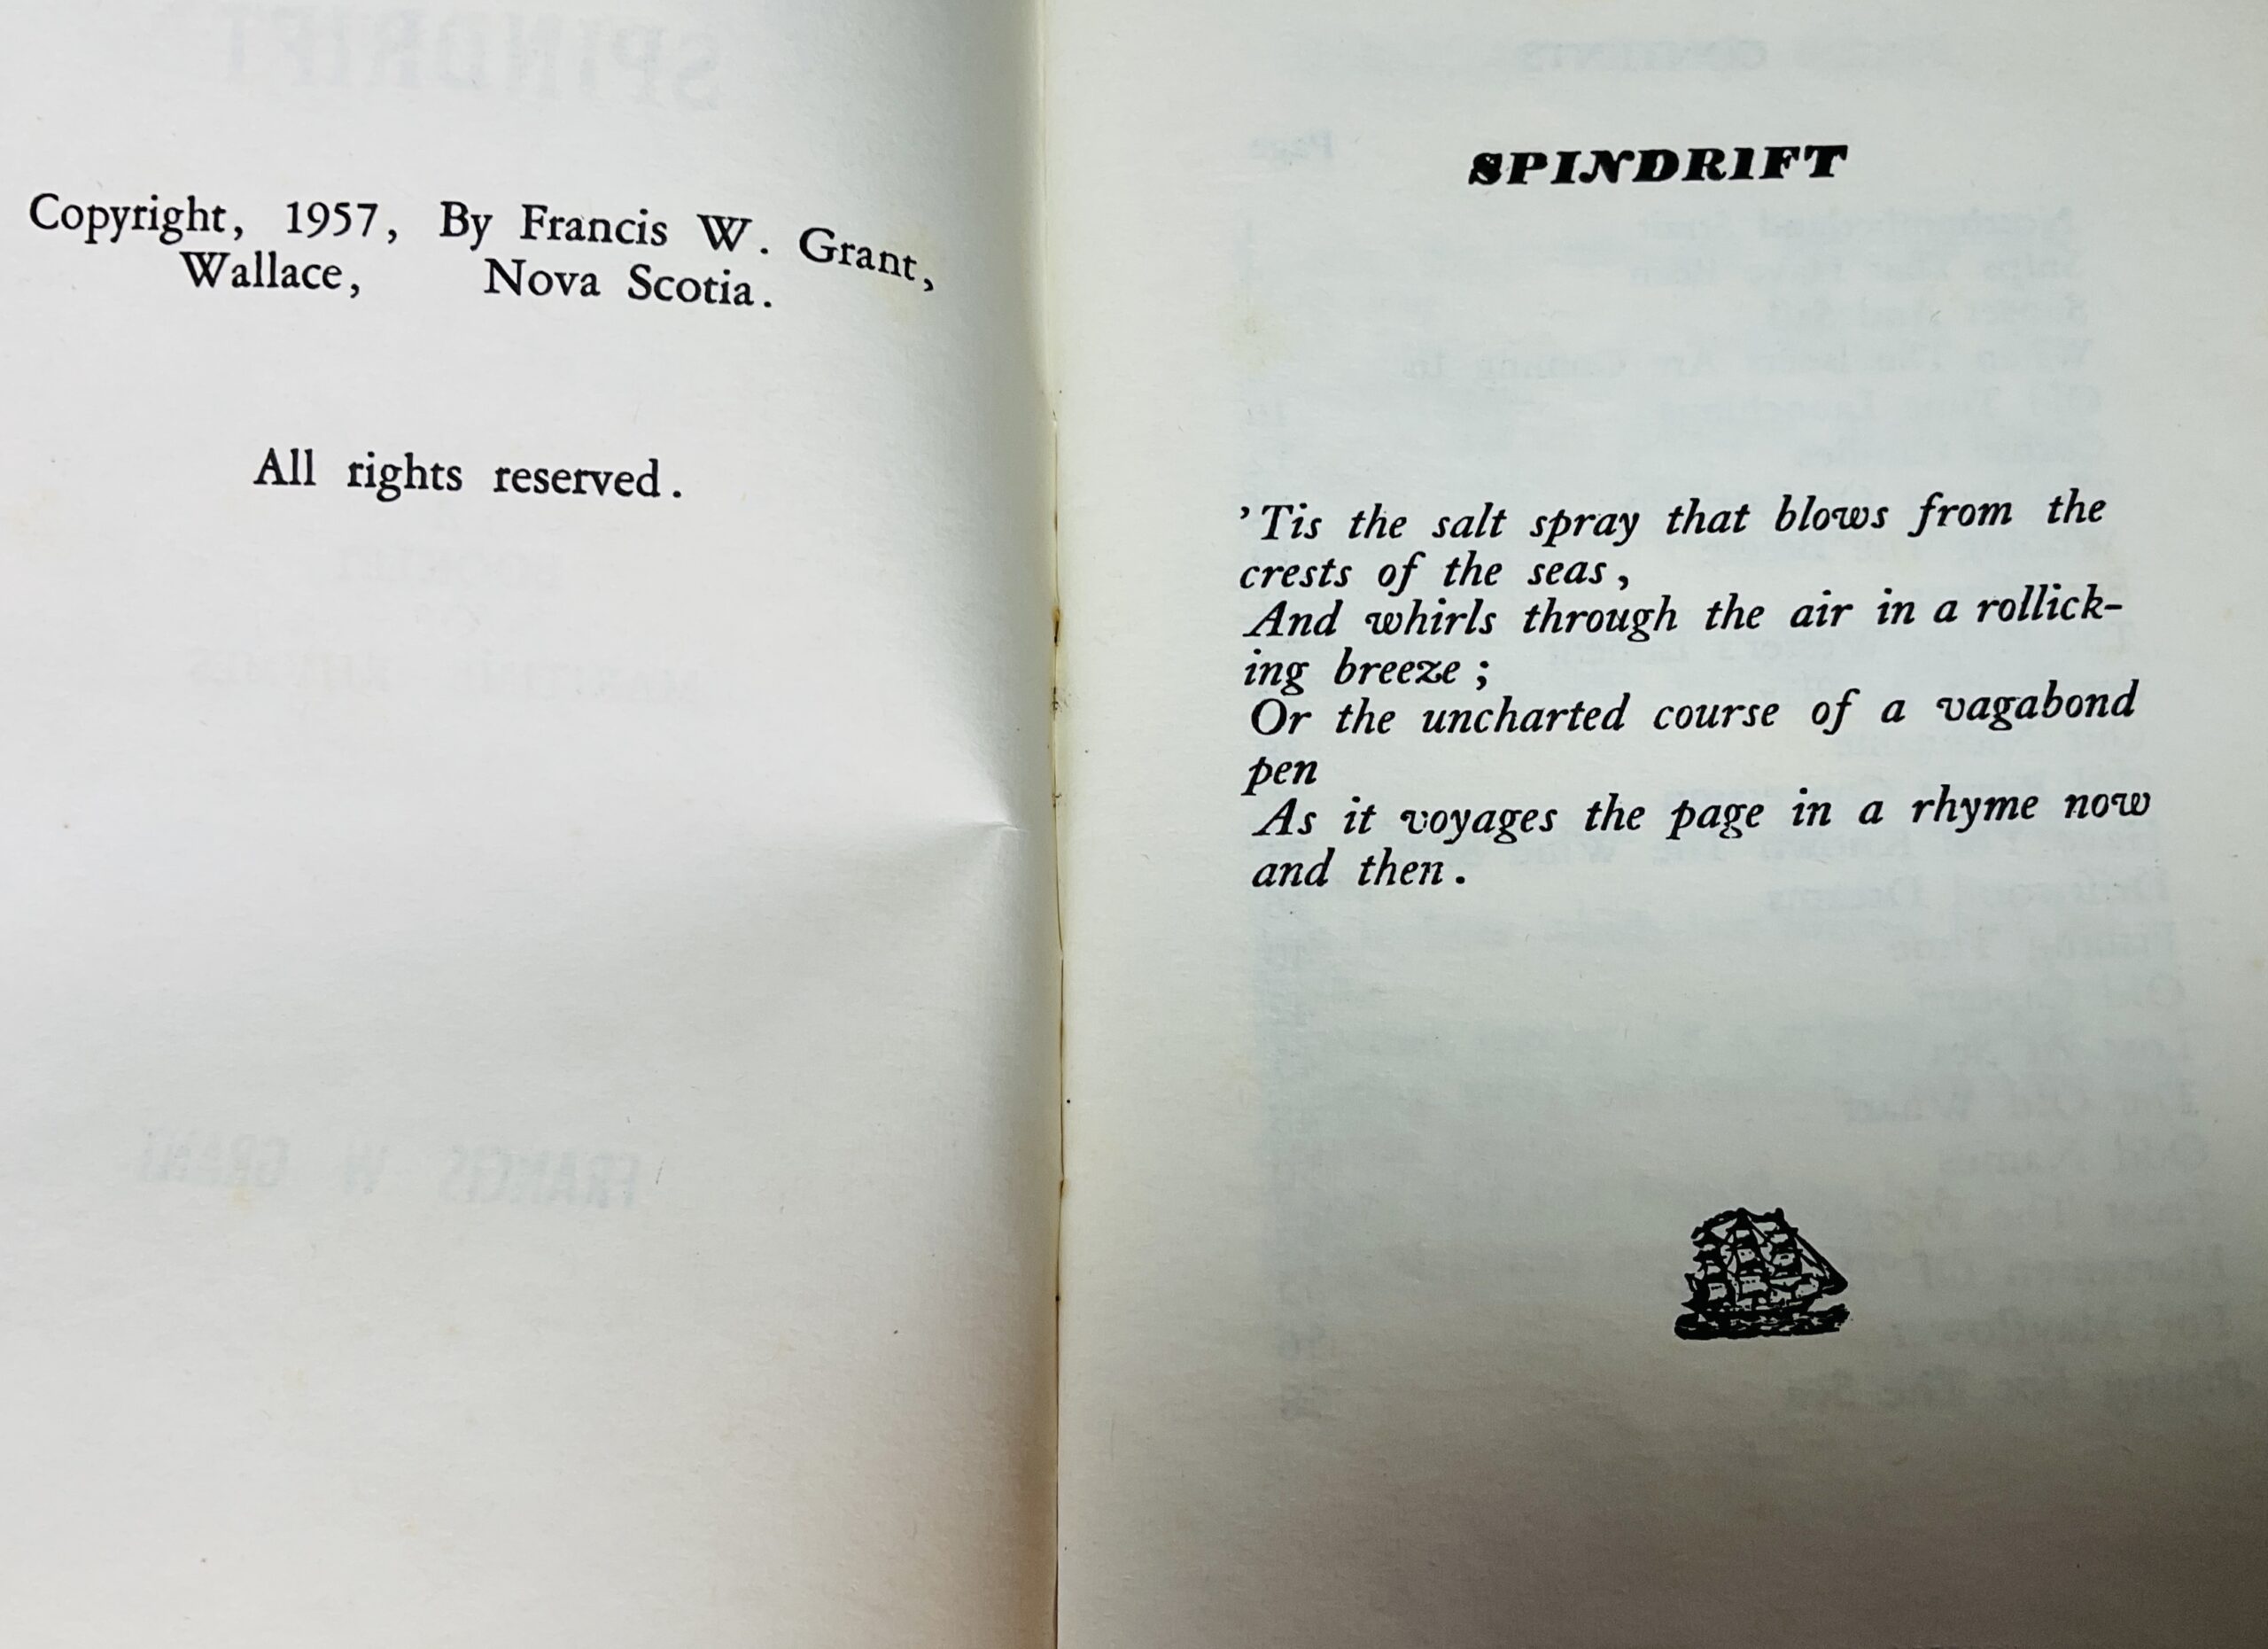 Copyright, 1957, By Francis W. Grant,
Wallace, Nova Scotia.
All rights reserved.
SPINDRIFT
'Tis the salt spray that blows from the
crests of the seas,
And whirls through the air in a rollick-
ing breeze;
Or the uncharted course of a vagabond
pen
As it voyages the page in a rhyme now
and then.